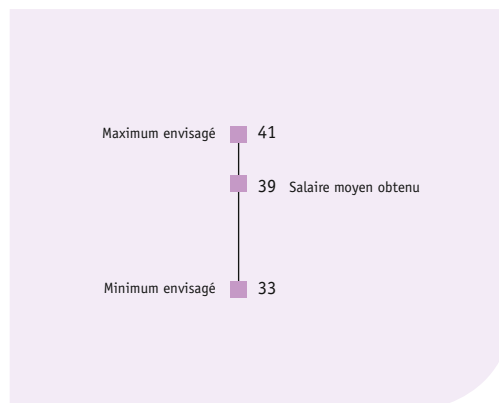 Maximum envisagé 41
39 Salaire moyen obtenu
Minimum envisagé 33